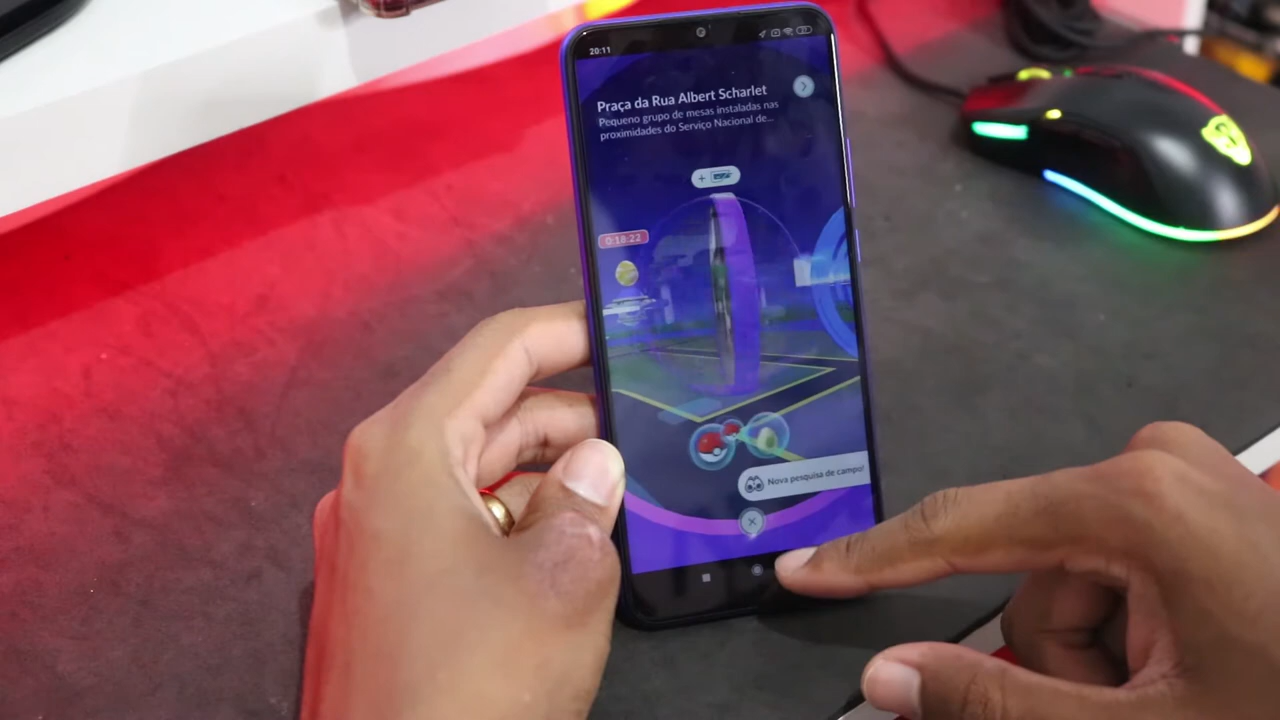 20:11
Praça da Rua Albert Scharlet
Pequeno grupo de mesas instaladas nas
proximidades do Serviço Nacional de...
0:18:22
Nova pesquisa de campo!